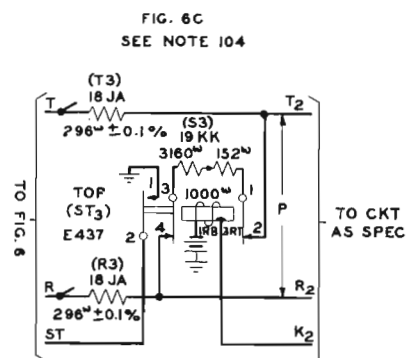 FIG. 6C
SEE NOTE 104
T
(T3)
18 JA
296ω ±0.1%
T2
(S3)
19 KK
3160ω 152ω
1
3
1000ω
1
P
TO FIG. 6
TOP
(ST3)
E437
2
4
1RB 3RT
2
TO CKT
AS SPEC
R
(R3)
18 JA
296ω ±0.1%
R2
ST
K2